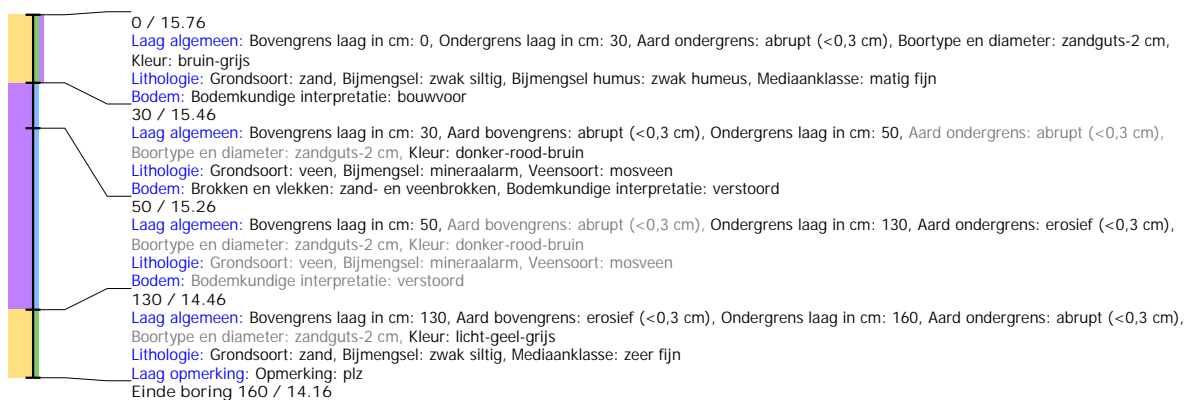 0 / 15.76
Laag algemeen: Bovengrens laag in cm: 0, Ondergrens laag in cm: 30, Aard ondergrens: abrupt (<0,3 cm), Boortype en diameter: zandguts-2 cm,
Kleur: bruin-grijs
Lithologie: Grondsoort: zand, Bijmengsel: zwak siltig, Bijmengsel humus: zwak humeus, Mediaanklasse: matig fijn
Bodem: Bodemkundige interpretatie: bouwvoor
30 / 15.46
Laag algemeen: Bovengrens laag in cm: 30, Aard bovengrens: abrupt (<0,3 cm), Ondergrens laag in cm: 50, Aard ondergrens: abrupt (<0,3 cm),
Boortype en diameter: zandguts-2 cm, Kleur: donker-rood-bruin
Lithologie: Grondsoort: veen, Bijmengsel: mineraalarm, Veensoort: mosveen
Bodem: Brokken en vlekken: zand- en veenbrokken, Bodemkundige interpretatie: verstoord
50 / 15.26
Laag algemeen: Bovengrens laag in cm: 50, Aard bovengrens: abrupt (<0,3 cm), Ondergrens laag in cm: 130, Aard ondergrens: erosief (<0,3 cm),
Boortype en diameter: zandguts-2 cm, Kleur: donker-rood-bruin
Lithologie: Grondsoort: veen, Bijmengsel: mineraalarm, Veensoort: mosveen
Bodem: Bodemkundige interpretatie: verstoord
130 / 14.46
Laag algemeen: Bovengrens laag in cm: 130, Aard bovengrens: erosief (<0,3 cm), Ondergrens laag in cm: 160, Aard ondergrens: abrupt (<0,3 cm),
Boortype en diameter: zandguts-2 cm, Kleur: licht-geel-grijs
Lithologie: Grondsoort: zand, Bijmengsel: zwak siltig, Mediaanklasse: zeer fijn
Laag opmerking: Opmerking: plz
Einde boring 160 / 14.16